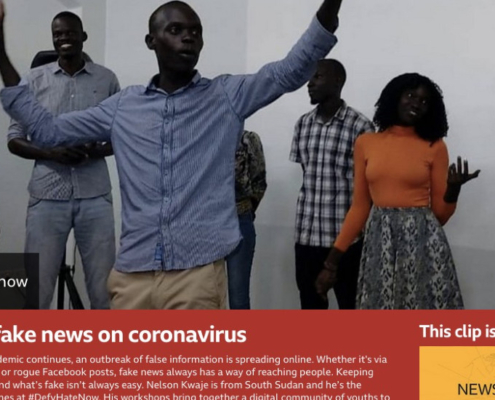 now
fake news on coronavirus
This clip is
demic continues, an outbreak of false information is spreading online. Whether it's via
or rogue Facebook posts, fake news always has a way of reaching people. Keeping
nd what's fake isn't always easy. Nelson Kwaje is from South Sudan and he's the
mes at #DefyHateNow. His workshops bring together a digital community of youths to
NEWS